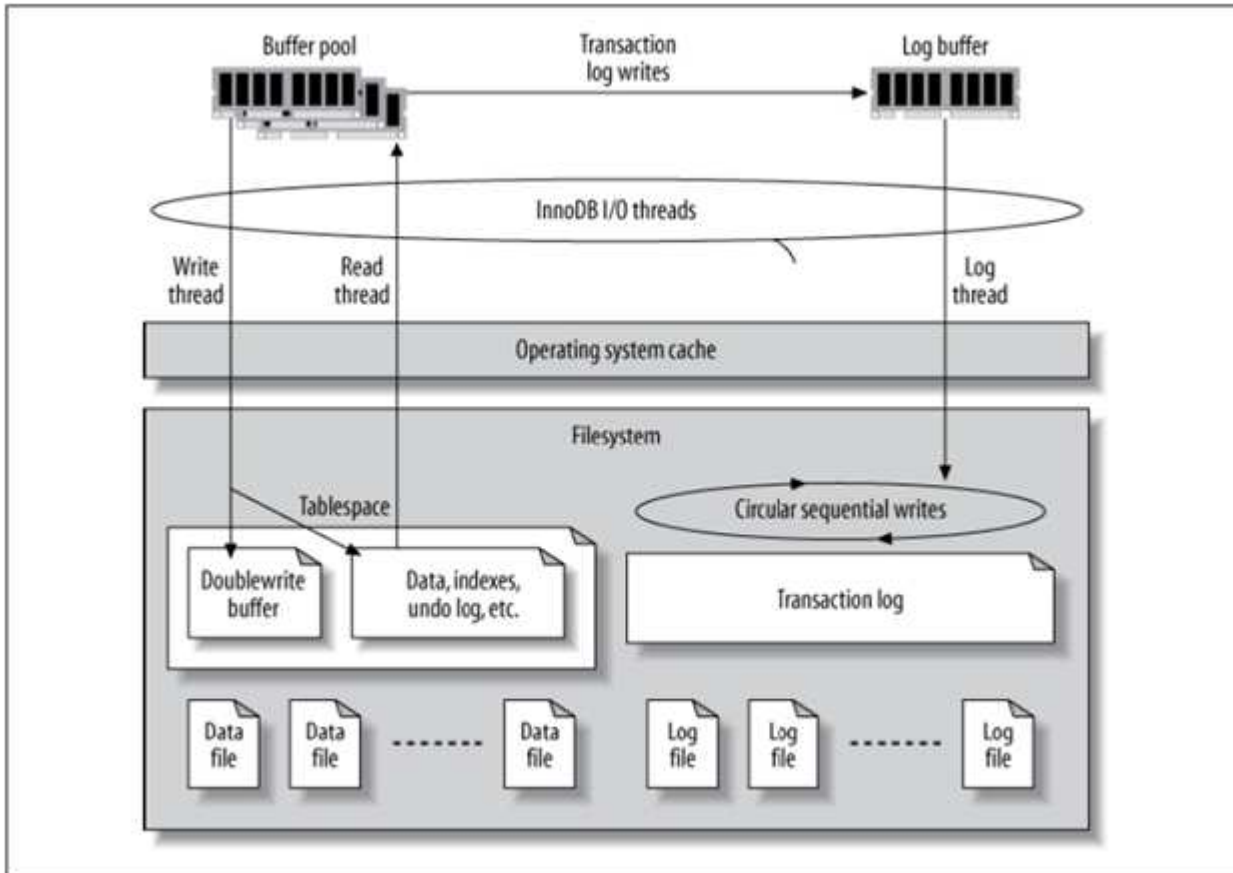 Buffer pool
Transaction
log writes
Log buffer
InnoDB I/O threads
Write
thread
Read
thread
Log
thread
Operating system cache
Filesystem
Tablespace
Circular sequential writes
Doublewrite
buffer
Data, indexes,
undo log, etc.
Transaction log
Data
file
Data
file
Data
file
Log
file
Log
file
Log
file